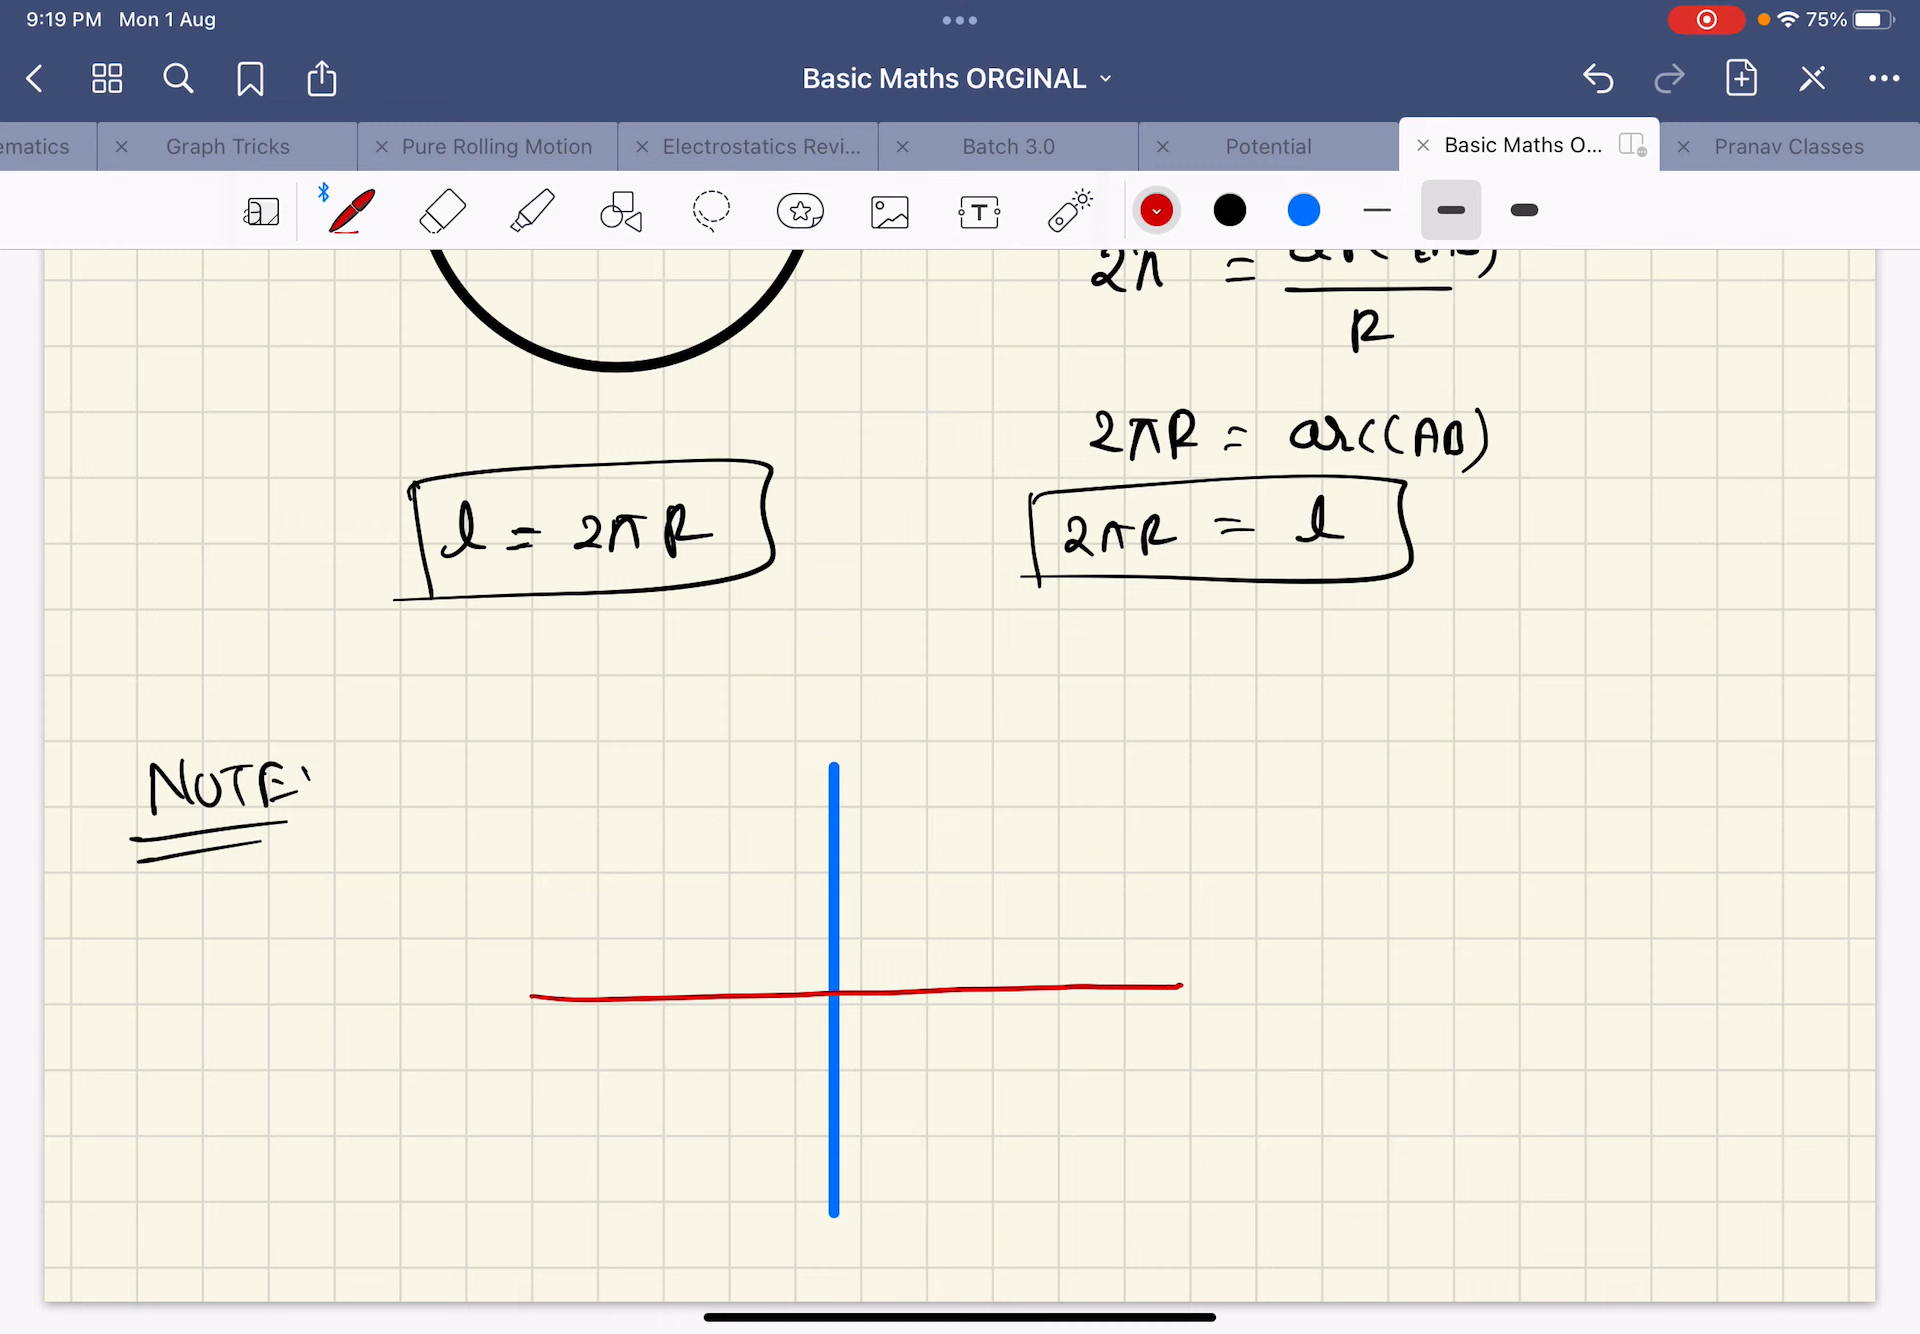 9:19 PM Mon 1 Aug
75%
Basic Maths ORGINAL
ematics
Graph Tricks
Pure Rolling Motion
Electrostatics Revi...
Batch 3.0
Potential
Basic Maths O...
Pranav Classes
2π =
R
2πR = arc(AB)
l = 2πR
2πR = l
NOTE: